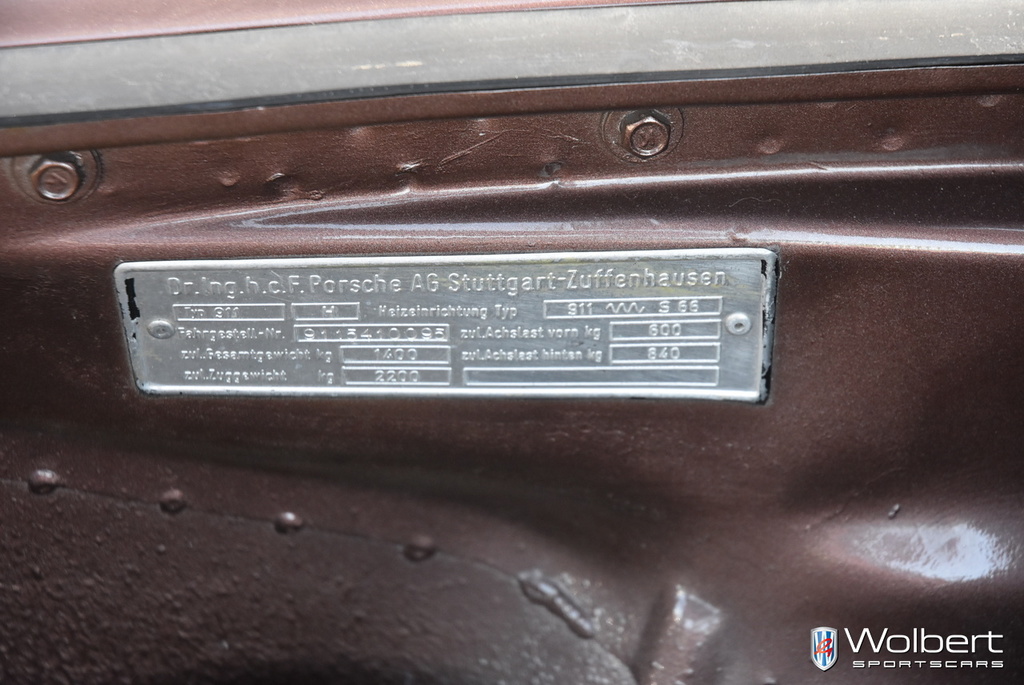 Dr.Ing.h.c.F.Porsche AG Stuttgart-Zuffenhausen
Typ 911 H Heizeinrichtung Typ 911 S 66
Fahrgestell.-Nr. 9115410095 zul.Achslast vorn kg 600
zul.Gesamtgewicht kg 1400 zul.Achslast hinten kg 840
zul.Zuggewicht kg 2200
Wolbert
SPORTSCARS